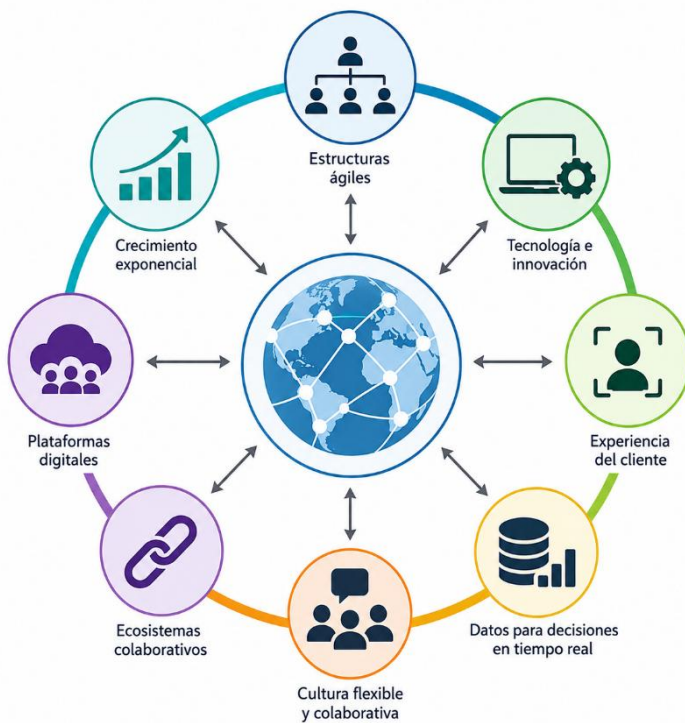 Estructuras
ágiles
Tecnología e
innovación
Experiencia
del cliente
Datos para decisiones
en tiempo real
Cultura flexible
y colaborativa
Ecosistemas
colaborativos
Plataformas
digitales
Crecimiento
exponencial